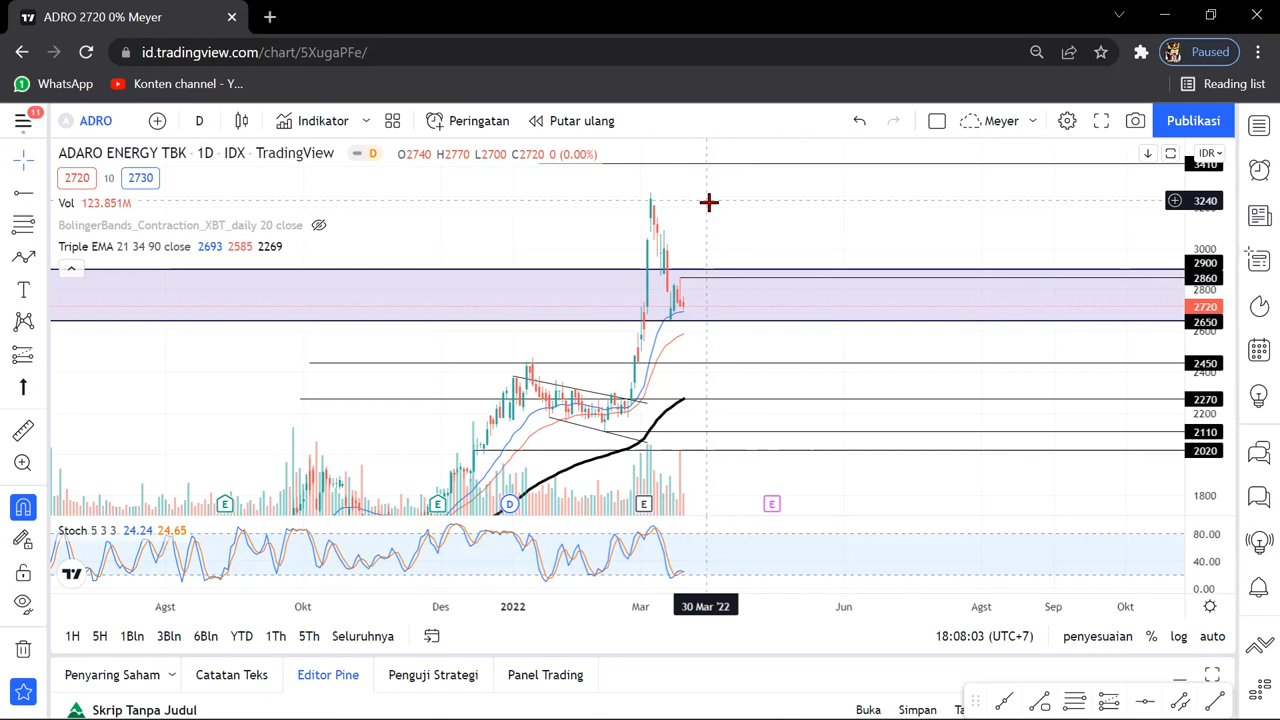 ADRO 2720 0% Meyer
id.tradingview.com/chart/5XugaPFe/
Paused
WhatsApp
Konten channel - Y...
Reading list
11
ADRO
D
Indikator
Peringatan
Putar ulang
Meyer
Publikasi
ADARO ENERGY TBK · 1D · IDX · TradingView
D
O2740 H2770 L2700 C2720 0 (0.00%)
IDR
3410
2720
10
2730
Vol 123.851M
3240
BolingerBands_Contraction_XBT_daily 20 close
Triple EMA 21 34 90 close 2693 2585 2269
3000
2900
2860
2800
2720
2650
2600
2450
2400
2270
2200
2110
2020
1800
E
E
D
E
E
Stoch 5 3 3 24.24 24.65
80.00
40.00
0.00
Agst
Okt
Des
2022
Mar
30 Mar '22
Jun
Agst
Sep
Okt
1H
5H
1Bln
3Bln
6Bln
YTD
1Th
5Th
Seluruhnya
18:08:03 (UTC+7)
penyesuaian
%
log
auto
Penyaring Saham
Catatan Teks
Editor Pine
Penguji Strategi
Panel Trading
Skrip Tanpa Judul
Buka
Simpan